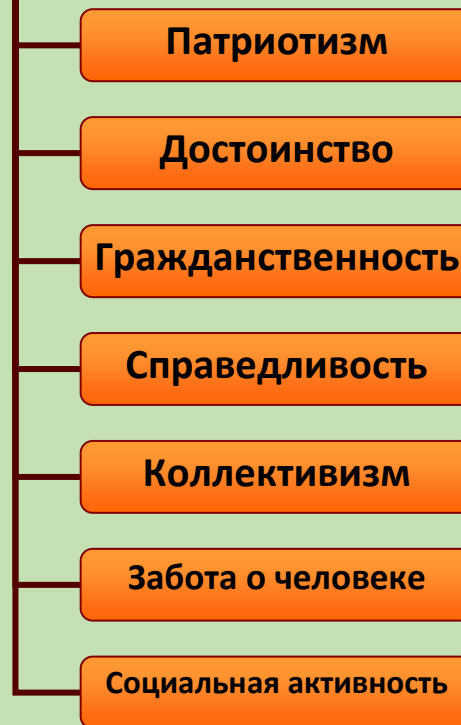 Патриотизм
Достоинство
Гражданственность
Справедливость
Коллективизм
Забота о человеке
Социальная активность